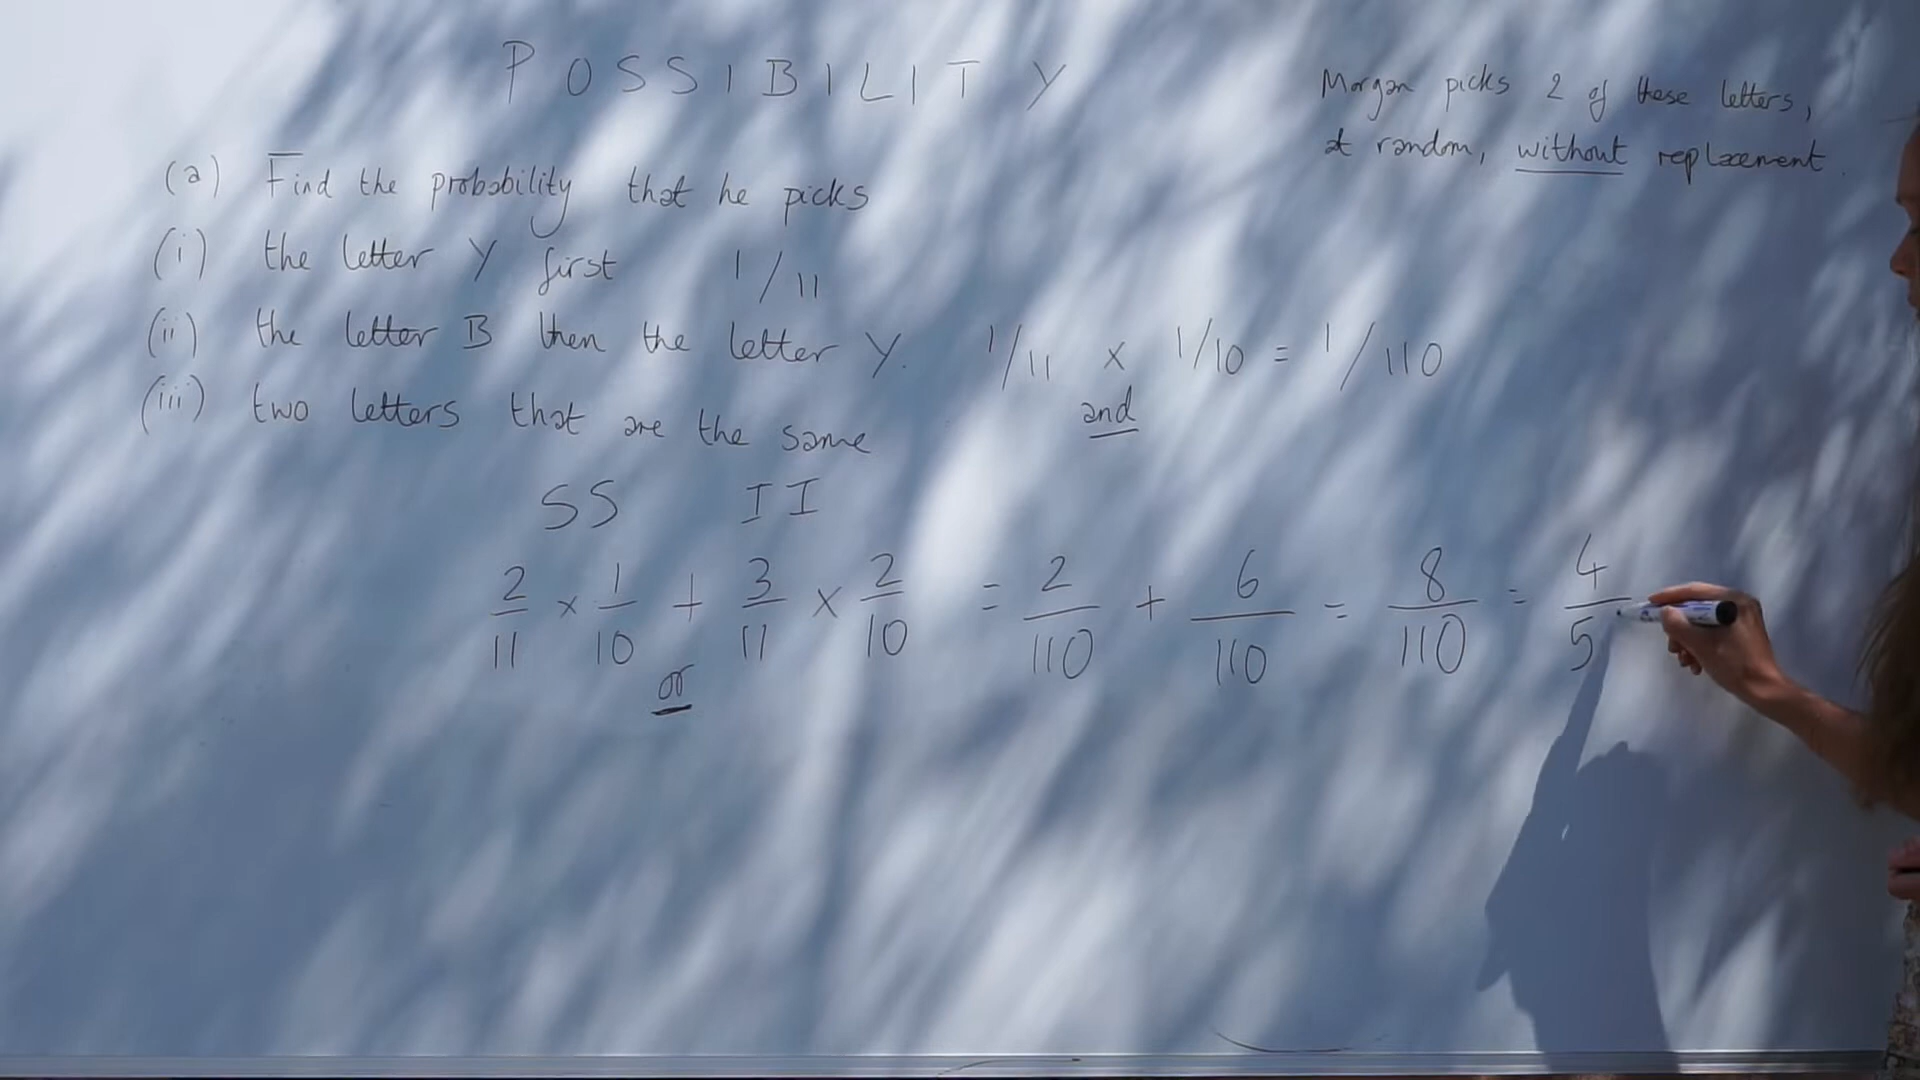 POSSIBILITY
Morgan picks 2 of these letters,
at random, without replacement.
(a) Find the probability that he picks
(i) the letter Y first 1/11
(ii) the letter B then the letter Y. 1/11 × 1/10 = 1/110
and
(iii) two letters that are the same
SS II
2/11 × 1/10 + 3/11 × 2/10 = 2/110 + 6/110 = 8/110 = 4/5
or